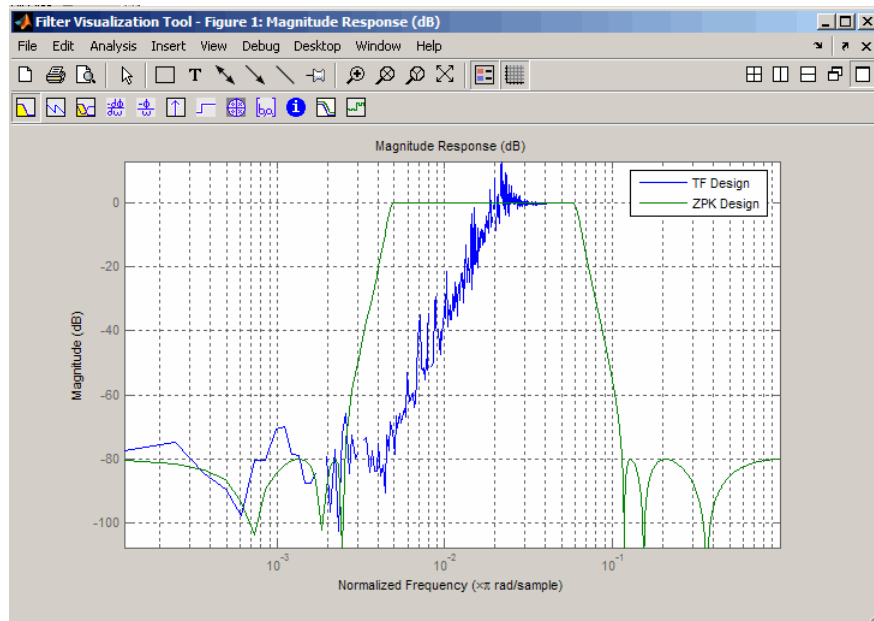 Filter Visualization Tool - Figure 1: Magnitude Response (dB)
File Edit Analysis Insert View Debug Desktop Window Help
Magnitude Response (dB)
TF Design
ZPK Design
0
-20
-40
-60
-80
-100
Magnitude (dB)
10^-3 10^-2 10^-1
Normalized Frequency (×π rad/sample)